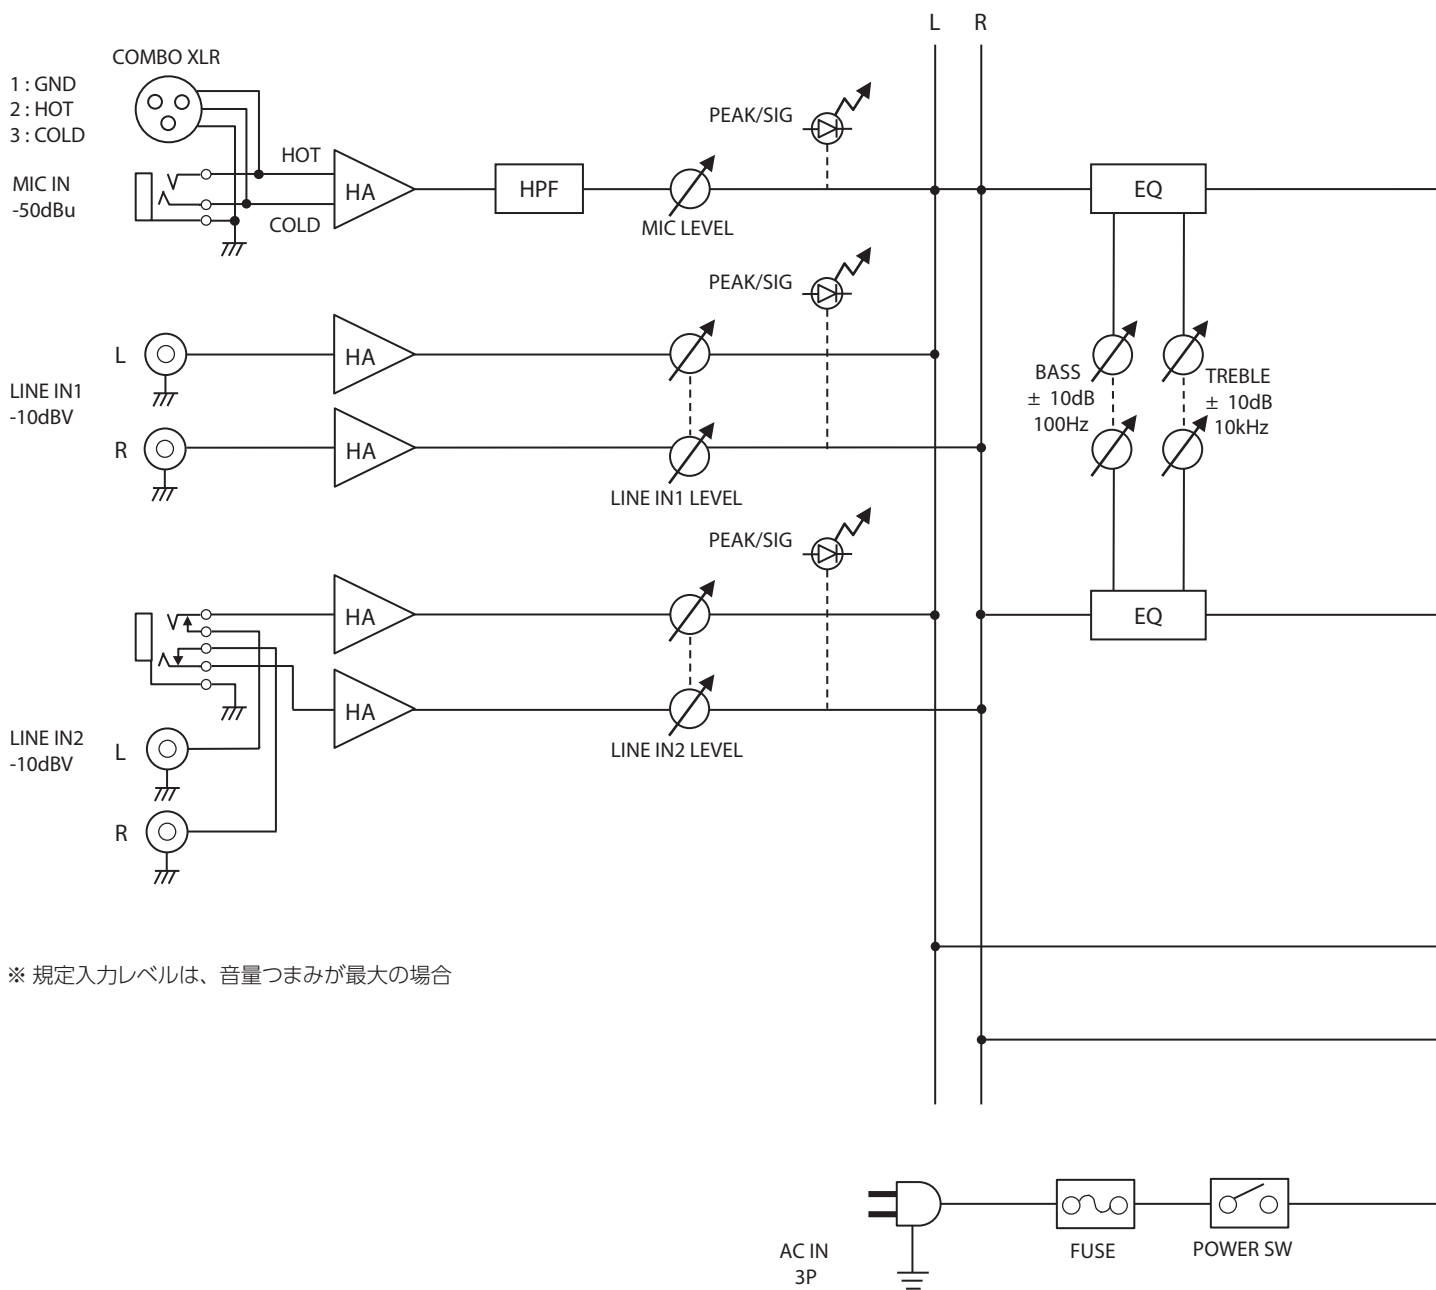 L R
COMBO XLR
1 : GND
2 : HOT
3 : COLD
MIC IN
-50dBu
HOT
COLD
HA
HPF
MIC LEVEL
PEAK/SIG
EQ
PEAK/SIG
L
HA
LINE IN1
-10dBV
R
HA
LINE IN1 LEVEL
BASS
± 10dB
100Hz
TREBLE
± 10dB
10kHz
PEAK/SIG
HA
EQ
HA
LINE IN2
-10dBV
L
LINE IN2 LEVEL
R
※ 規定入力レベルは、音量つまみが最大の場合
AC IN
3P
FUSE
POWER SW